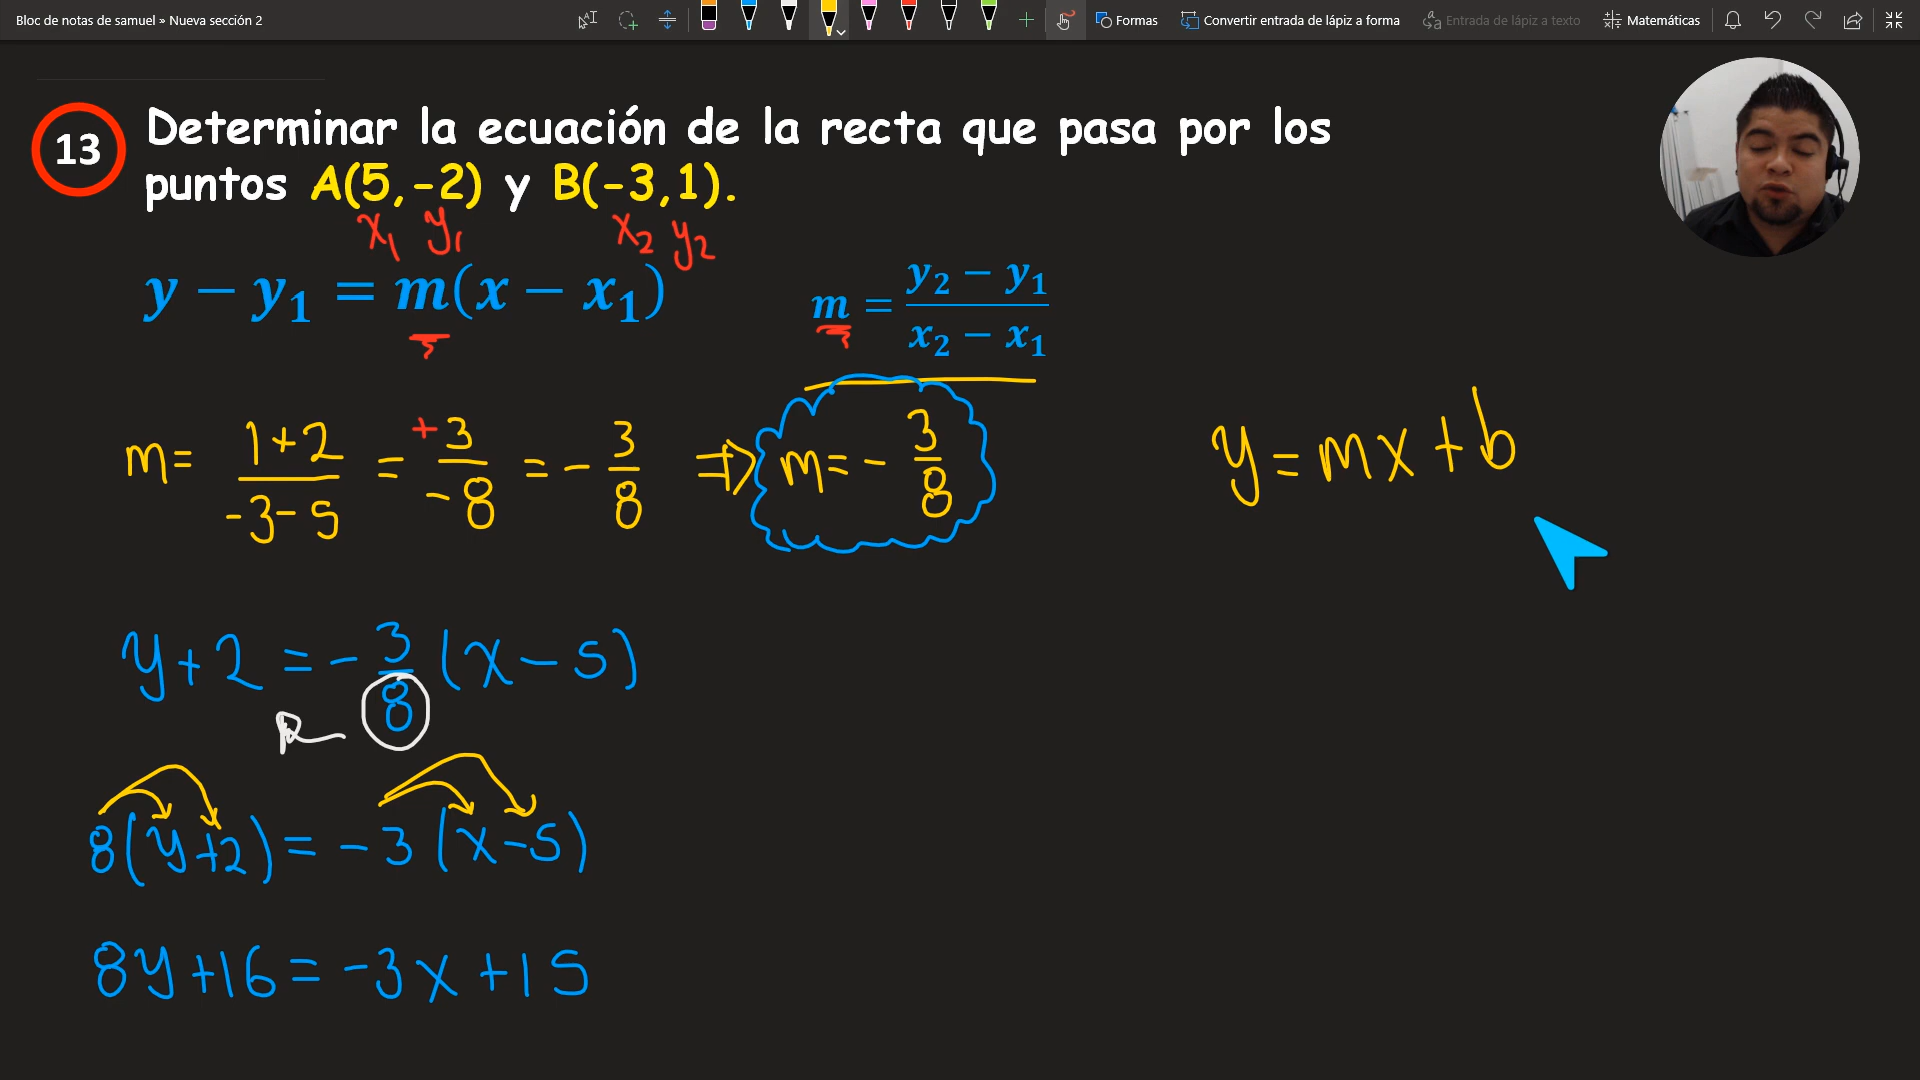 Bloc de notas de samuel » Nueva sección 2
Formas
Convertir entrada de lápiz a forma
Entrada de lápiz a texto
Matemáticas
13
Determinar la ecuación de la recta que pasa por los
puntos A(5,-2) y B(-3,1).
x₁ y₁ x₂ y₂
y − y₁ = m(x − x₁)
m = (y₂ − y₁)/(x₂ − x₁)
m= (1+2)/(-3-5) = +3/-8 = -3/8 ⇒ m= -3/8
y=mx+b
y+2 = -3/8 (x-5)
8(y+2) = -3(x-5)
8y+16 = -3x+15